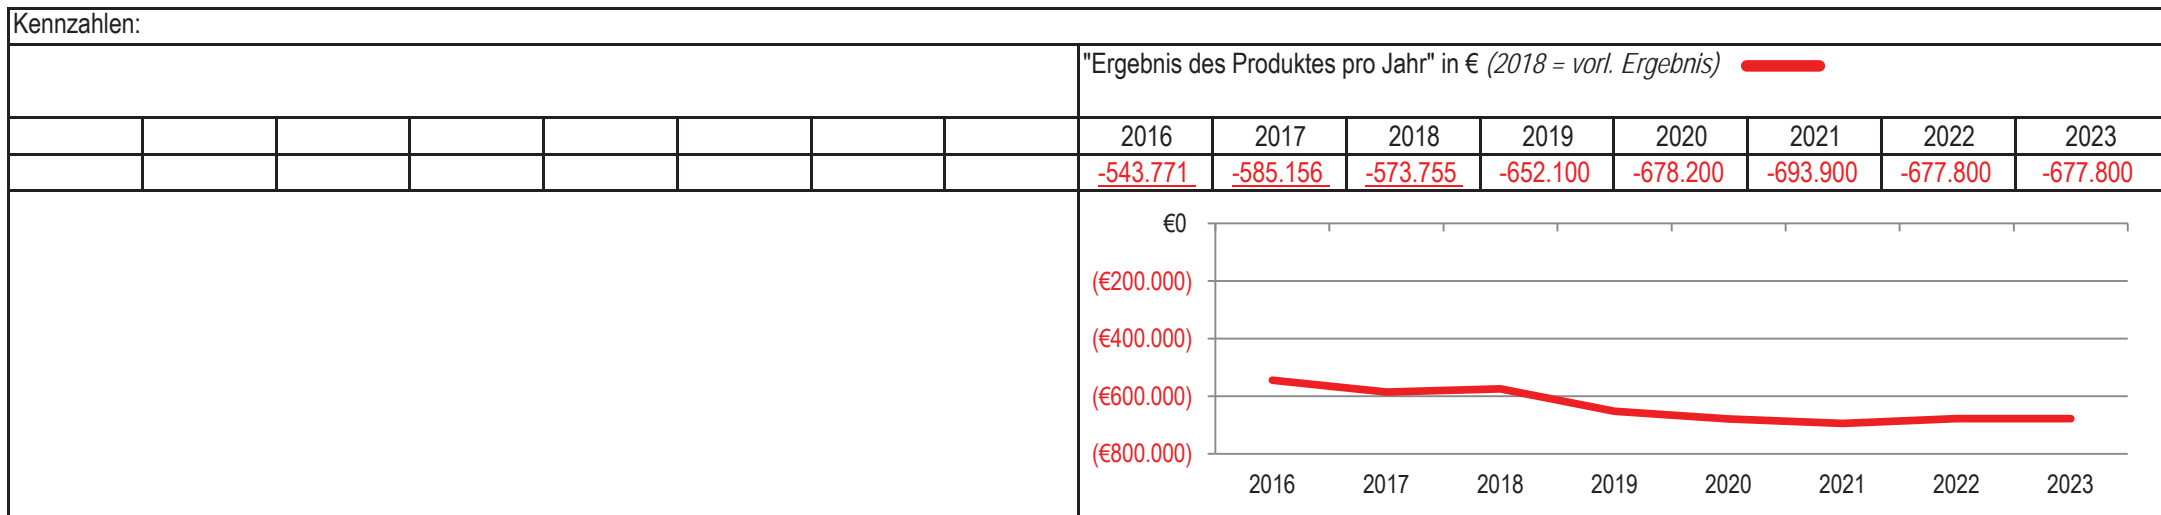 Kennzahlen:
"Ergebnis des Produktes pro Jahr" in € (2018 = vorl. Ergebnis)
2016 2017 2018 2019 2020 2021 2022 2023
-543.771 -585.156 -573.755 -652.100 -678.200 -693.900 -677.800 -677.800
€0
(€200.000)
(€400.000)
(€600.000)
(€800.000)
2016 2017 2018 2019 2020 2021 2022 2023